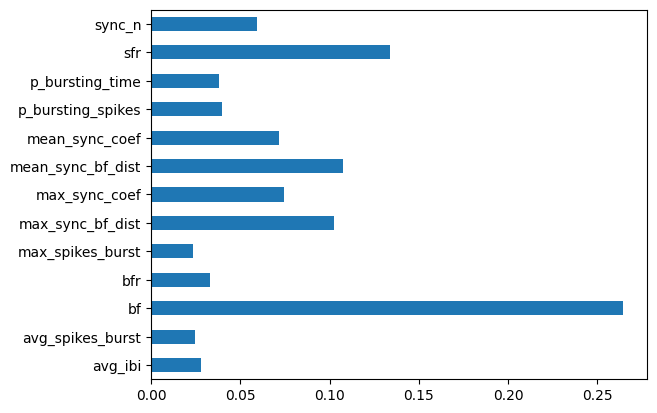 sync_n
sfr
p_bursting_time
p_bursting_spikes
mean_sync_coef
mean_sync_bf_dist
max_sync_coef
max_sync_bf_dist
max_spikes_burst
bfr
bf
avg_spikes_burst
avg_ibi
0.00 0.05 0.10 0.15 0.20 0.25